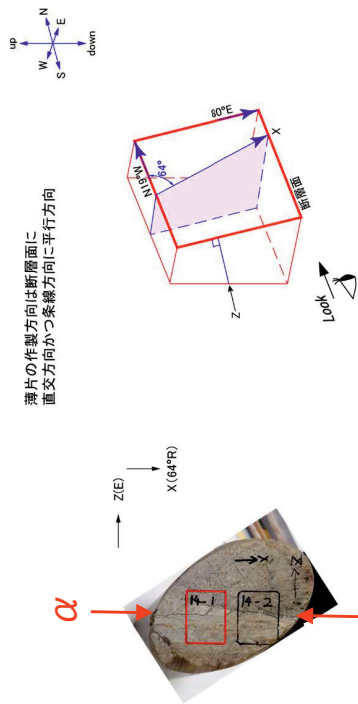 薄片の作製方向は断層面に
直交方向かつ条線方向に平行方向
up
N
E
W
S
down
N19°W
64°
80°E
X
断層面
Z
Look
α
Z(E)
X(64°R)
14-1
14-2
X
Z